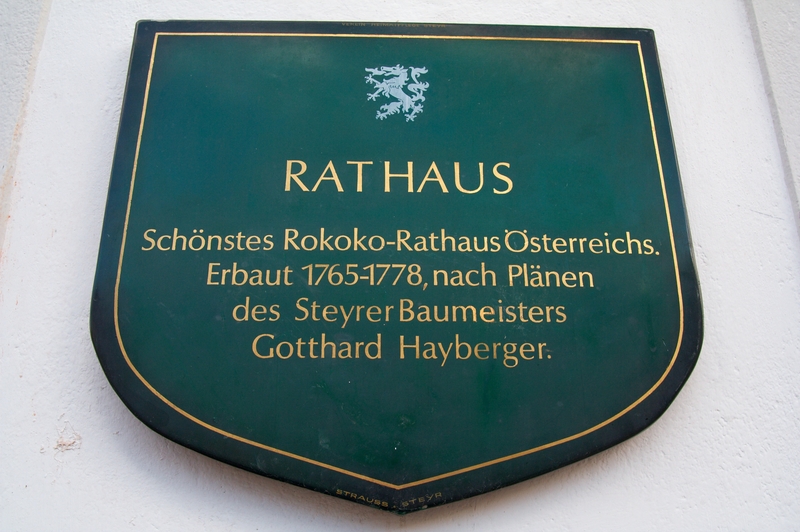 RATHAUS
Schönstes Rokoko-Rathaus Österreichs.
Erbaut 1765-1778, nach Plänen
des Steyrer Baumeisters
Gotthard Hayberger.
STRAUSS - STEYR